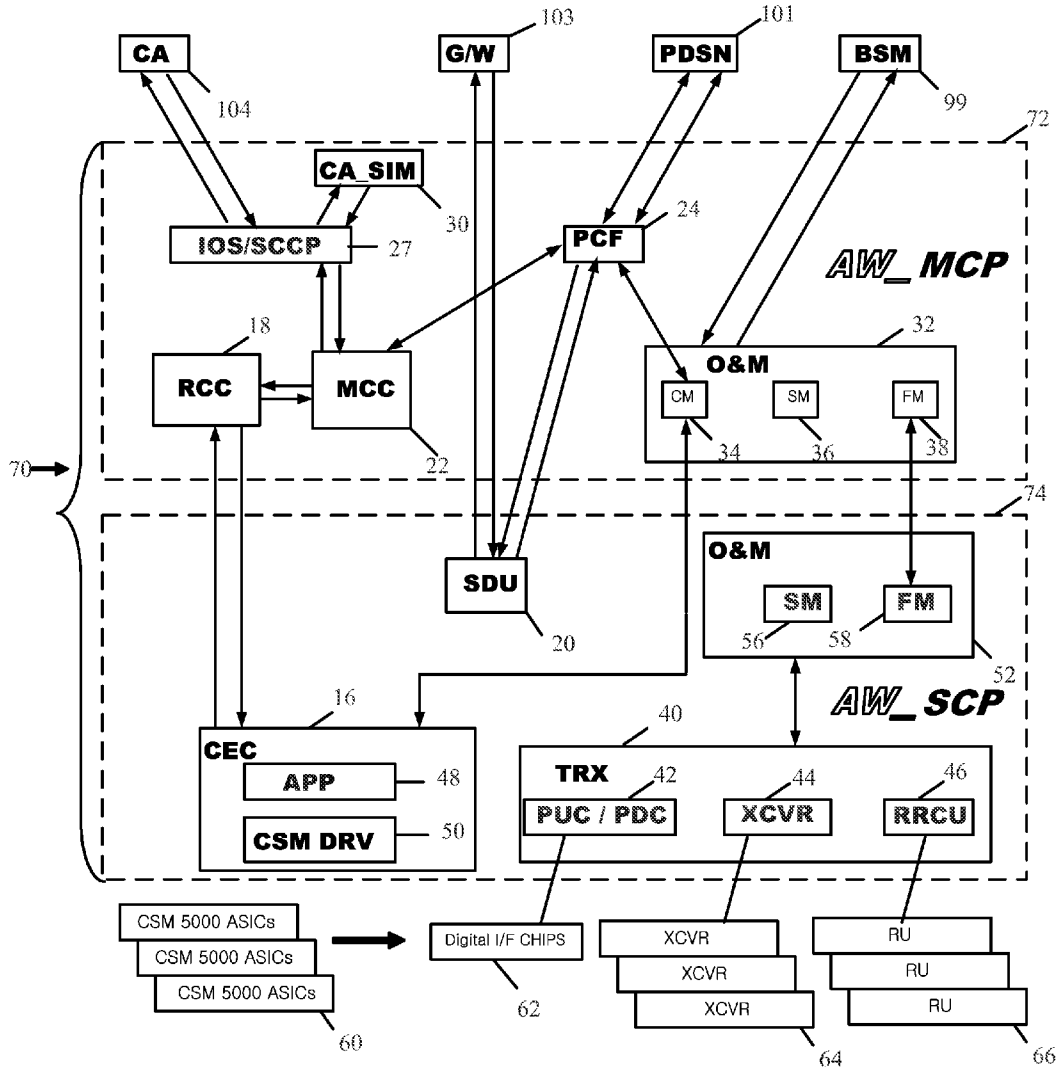 103
101
CA
G/W
PDSN
BSM
104
99
72
CA_SIM
30
24
IOS/SCCP
27
PCF
AW_MCP
18
32
O&M
RCC
MCC
CM
SM
FM
22
34
36
38
70
74
O&M
SDU
SM
FM
20
56
58
52
16
AW_SCP
40
CEC
TRX
42
44
46
APP
48
PUC / PDC
XCVR
RRCU
CSM DRV
50
CSM 5000 ASICs
CSM 5000 ASICs
CSM 5000 ASICs
Digital I/F CHIPS
XCVR
XCVR
XCVR
RU
RU
RU
60
62
64
66